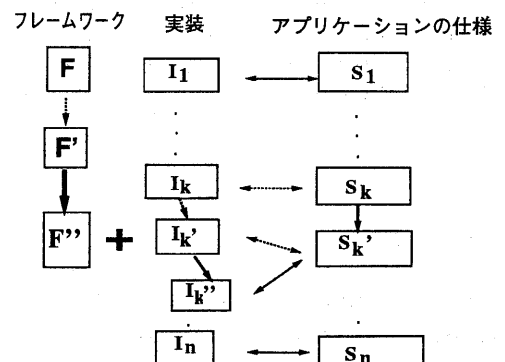 フレームワーク 実装 アプリケーションの仕様
F I1 S1
F'
Ik Sk
F'' + Ik' Sk'
Ik''
In Sn